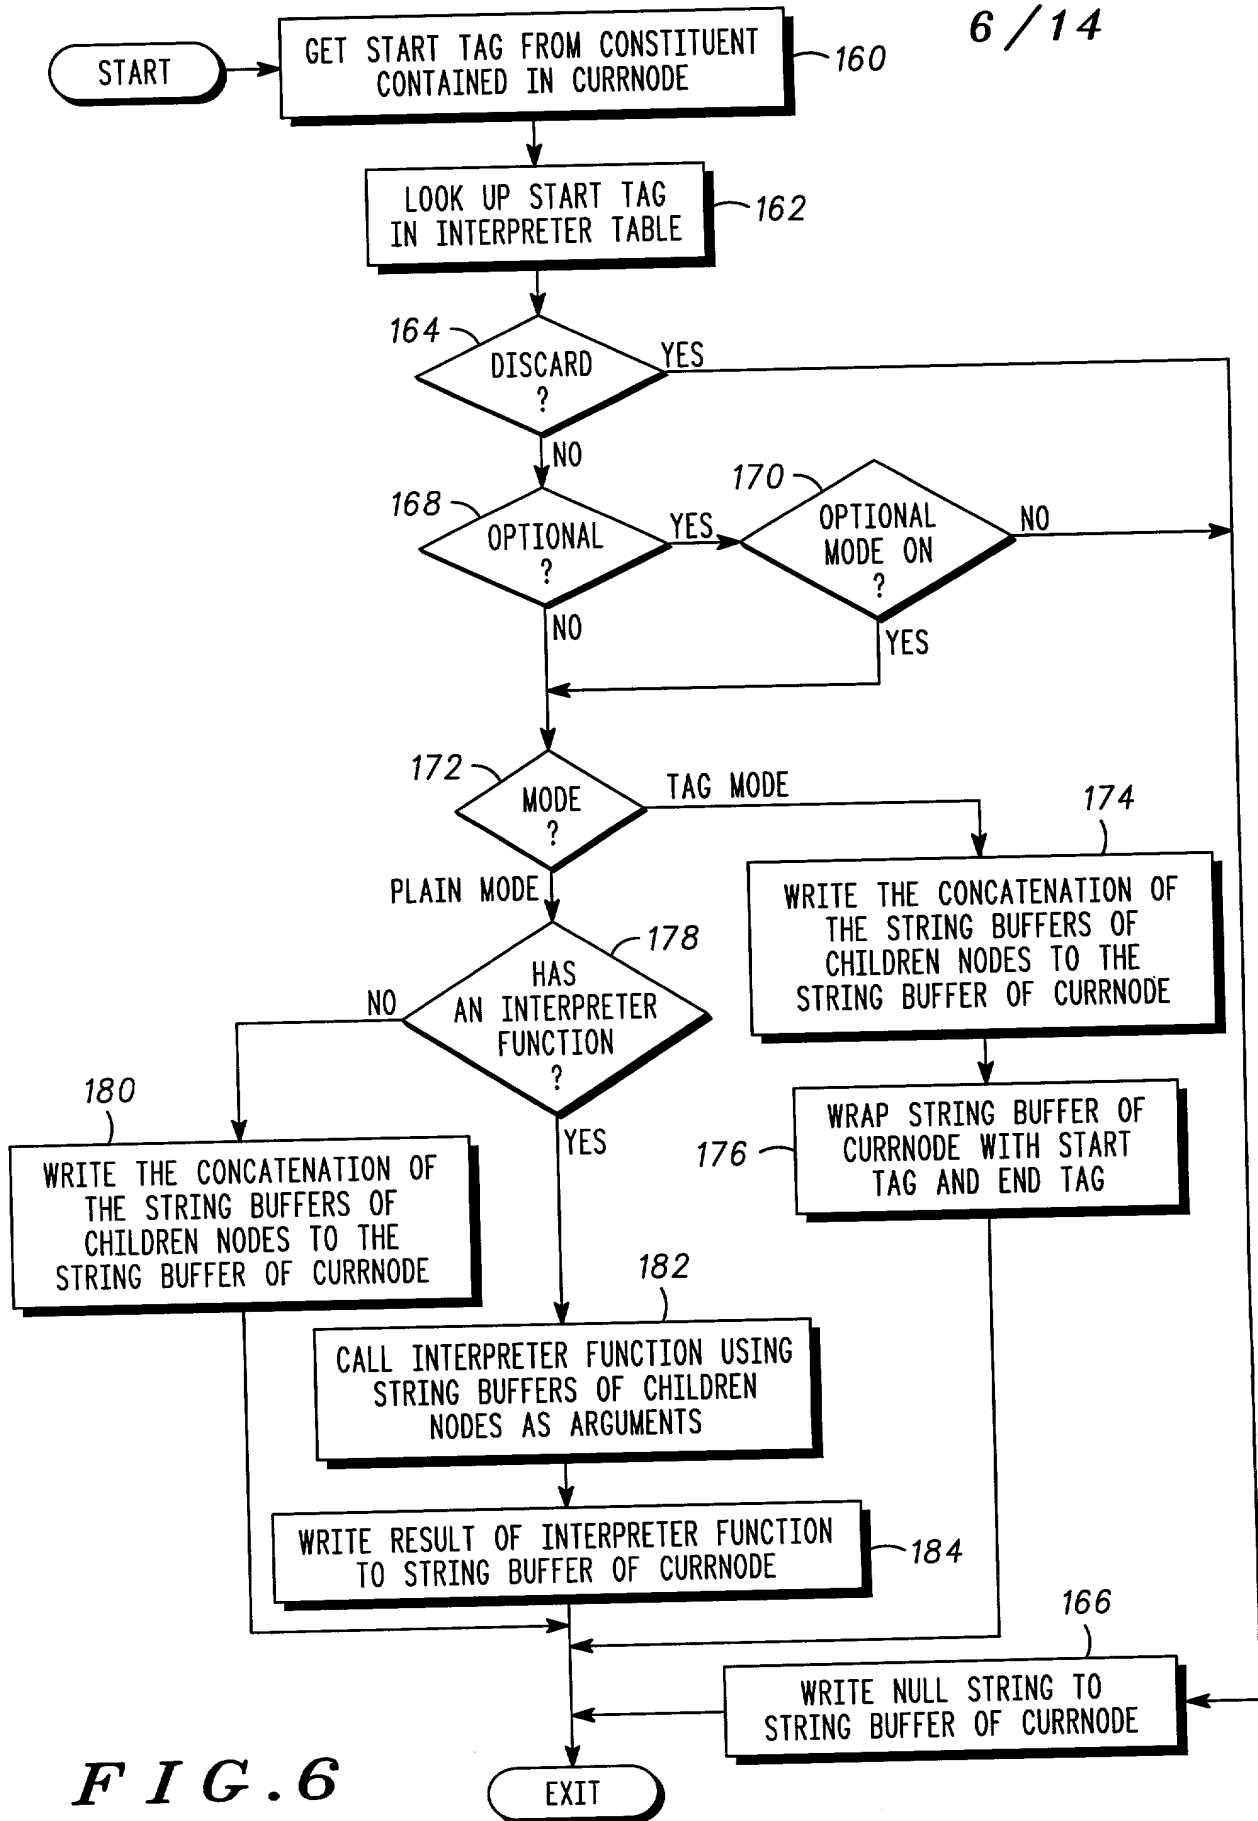 6/14
START
GET START TAG FROM CONSTITUENT
CONTAINED IN CURRNODE
160
LOOK UP START TAG
IN INTERPRETER TABLE
162
164
DISCARD
?
YES
NO
168
OPTIONAL
?
YES
170
OPTIONAL
MODE ON
?
NO
NO
YES
172
MODE
?
TAG MODE
174
PLAIN MODE
WRITE THE CONCATENATION OF
THE STRING BUFFERS OF
CHILDREN NODES TO THE
STRING BUFFER OF CURRNODE
178
HAS
AN INTERPRETER
FUNCTION
?
NO
YES
176
WRAP STRING BUFFER OF
CURRNODE WITH START
TAG AND END TAG
180
WRITE THE CONCATENATION OF
THE STRING BUFFERS OF
CHILDREN NODES TO THE
STRING BUFFER OF CURRNODE
182
CALL INTERPRETER FUNCTION USING
STRING BUFFERS OF CHILDREN
NODES AS ARGUMENTS
WRITE RESULT OF INTERPRETER FUNCTION
TO STRING BUFFER OF CURRNODE
184
166
WRITE NULL STRING TO
STRING BUFFER OF CURRNODE
EXIT
FIG.6